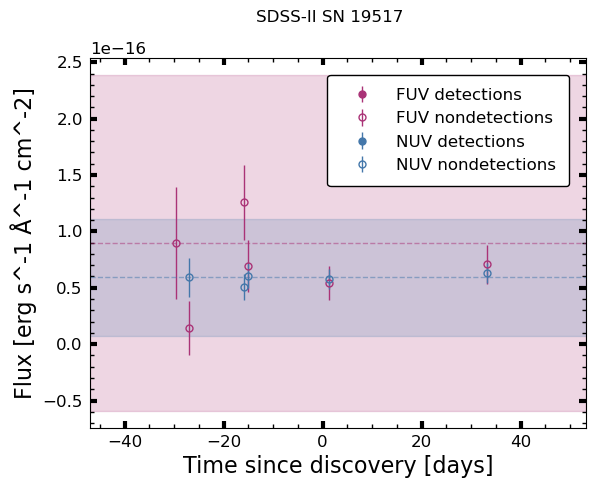 SDSS-II SN 19517
1e−16
2.5
2.0
1.5
1.0
0.5
0.0
−0.5
Flux [erg s^-1 Å^-1 cm^-2]
FUV detections
FUV nondetections
NUV detections
NUV nondetections
−40 −20 0 20 40
Time since discovery [days]